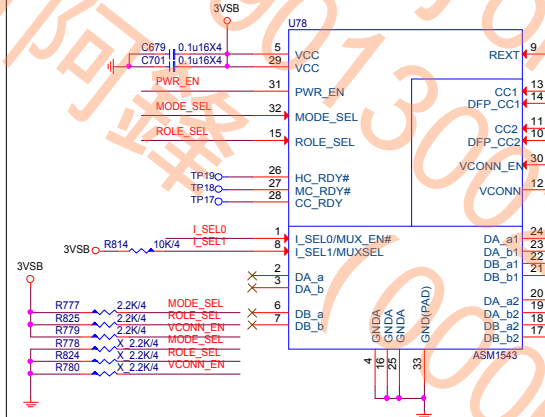 3VSB
U78
C679 0.1u16X4
C701 0.1u16X4
5 VCC
29 VCC
REXT 9
PWR_EN 31 PWR_EN
MODE_SEL 32 MODE_SEL
ROLE_SEL 15 ROLE_SEL
CC1 13
DFP_CC1 14
CC2 11
DFP_CC2 10
VCONN_EN 30
VCONN 12
TP19 26 HC_RDY#
TP18 27 MC_RDY#
TP17 28 CC_RDY
I_SEL0 1 I_SEL0/MUX_EN#
3VSB R814 10K/4 I_SEL1 8 I_SEL1/MUXSEL
DA_a1 24
DA_b1 23
DB_a1 22
DB_b1 21
2 DA_a
3 DA_b
6 DB_a
7 DB_b
DA_a2 20
DA_b2 19
DB_a2 18
DB_b2 17
3VSB
R777 2.2K/4 MODE_SEL
R825 2.2K/4 ROLE_SEL
R779 2.2K/4 VCONN_EN
R778 X_2.2K/4 MODE_SEL
R824 X_2.2K/4 ROLE_SEL
R780 X_2.2K/4 VCONN_EN
GNDA GNDA GNDA GND(PAD)
4 16 25 33
ASM1543
阿鋒